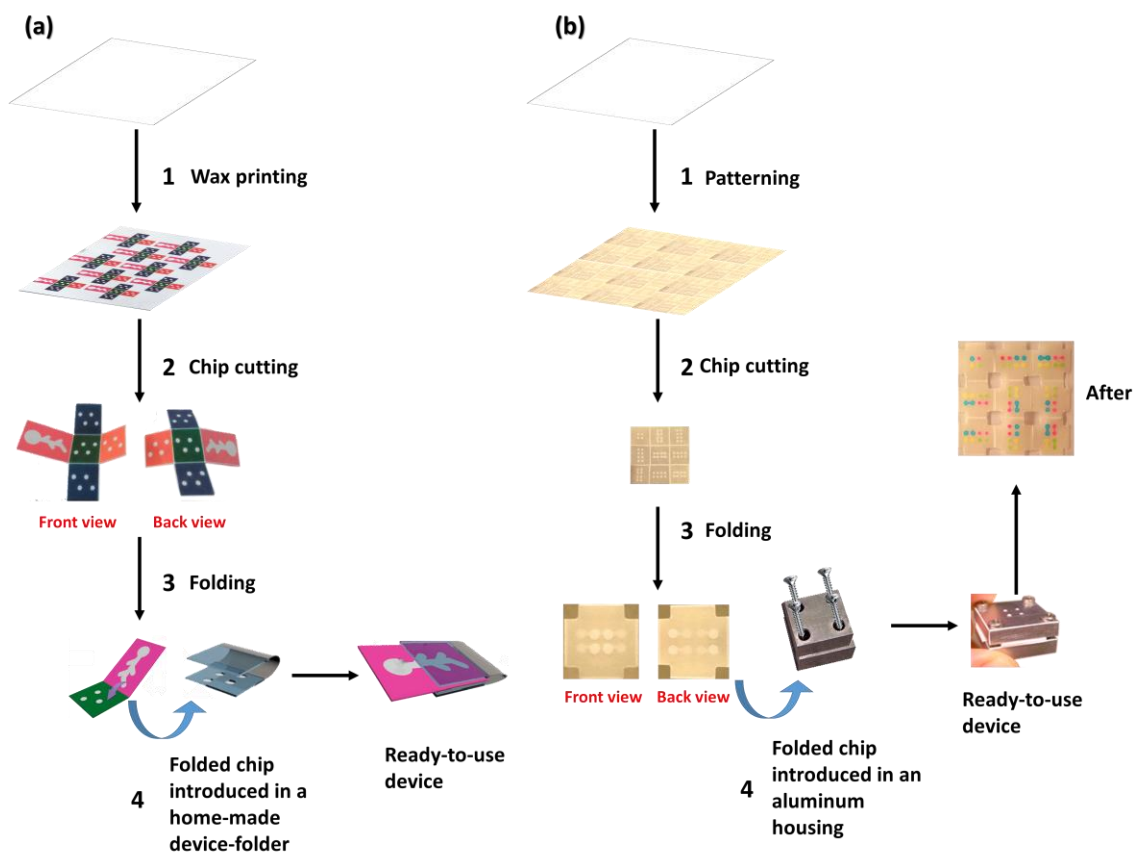 (a)
1 Wax printing
2 Chip cutting
Front view
Back view
3 Folding
4
Folded chip
introduced in a
home-made
device-folder
Ready-to-use
device
(b)
1 Patterning
2 Chip cutting
3 Folding
Front view
Back view
4
Folded chip
introduced in an
aluminum
housing
Ready-to-use
device
After